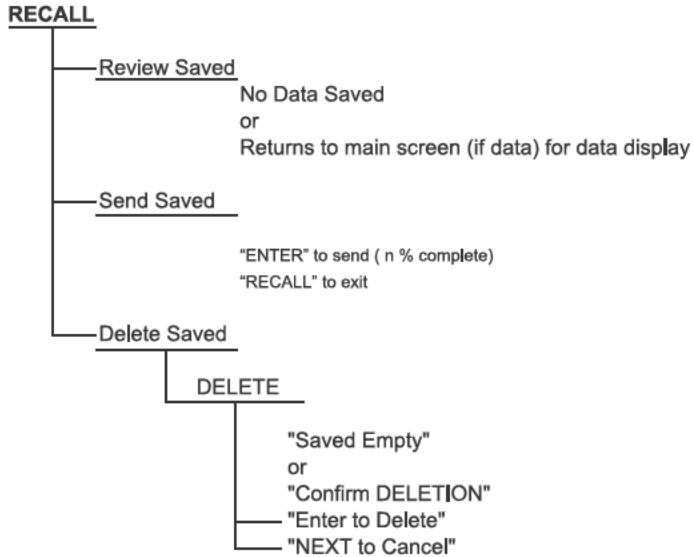 RECALL
Review Saved
No Data Saved
or
Returns to main screen (if data) for data display
Send Saved
“ENTER” to send ( n % complete)
“RECALL” to exit
Delete Saved
DELETE
"Saved Empty"
or
"Confirm DELETION"
"Enter to Delete"
"NEXT to Cancel"